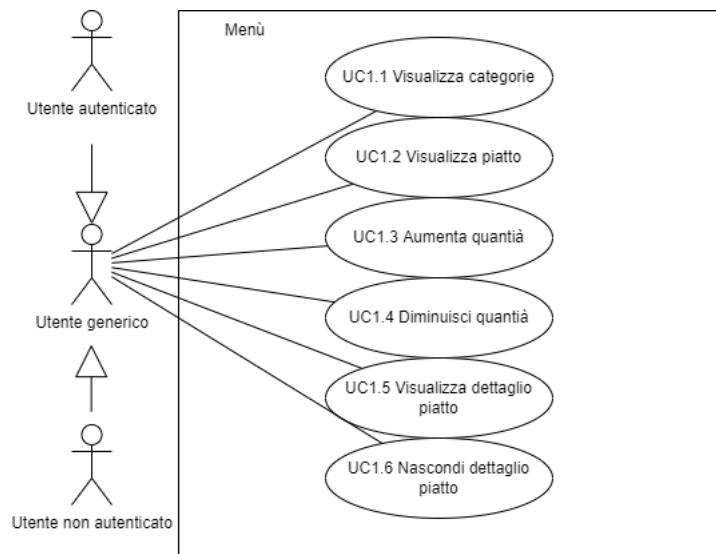 Menù
Utente autenticato
UC1.1 Visualizza categorie
UC1.2 Visualizza piatto
UC1.3 Aumenta quantià
Utente generico
UC1.4 Diminuisci quantià
UC1.5 Visualizza dettaglio
piatto
UC1.6 Nascondi dettaglio
piatto
Utente non autenticato